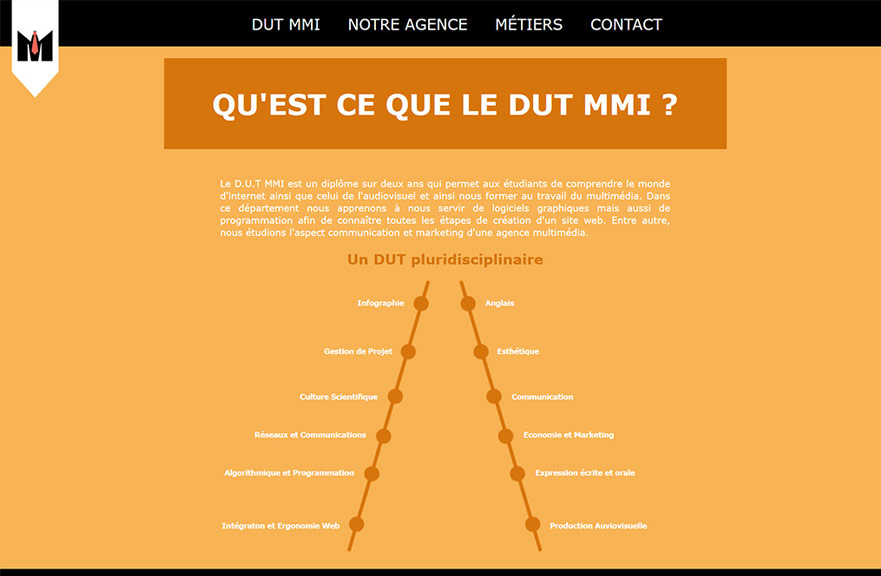 DUT MMI NOTRE AGENCE MÉTIERS CONTACT
M
QU'EST CE QUE LE DUT MMI ?
Le D.U.T MMI est un diplôme sur deux ans qui permet aux étudiants de comprendre le monde
d'internet ainsi que celui de l'audiovisuel et ainsi nous former au travail du multimédia. Dans
ce département nous apprenons à nous servir de logiciels graphiques mais aussi de
programmation afin de connaître toutes les étapes de création d'un site web. Entre autre,
nous étudions l'aspect communication et marketing d'une agence multimédia.
Un DUT pluridisciplinaire
Infographie Anglais
Gestion de Projet Esthétique
Culture Scientifique Communication
Réseaux et Communications Economie et Marketing
Algorithmique et Programmation Expression écrite et orale
Intégraton et Ergonomie Web Production Auviovisuelle